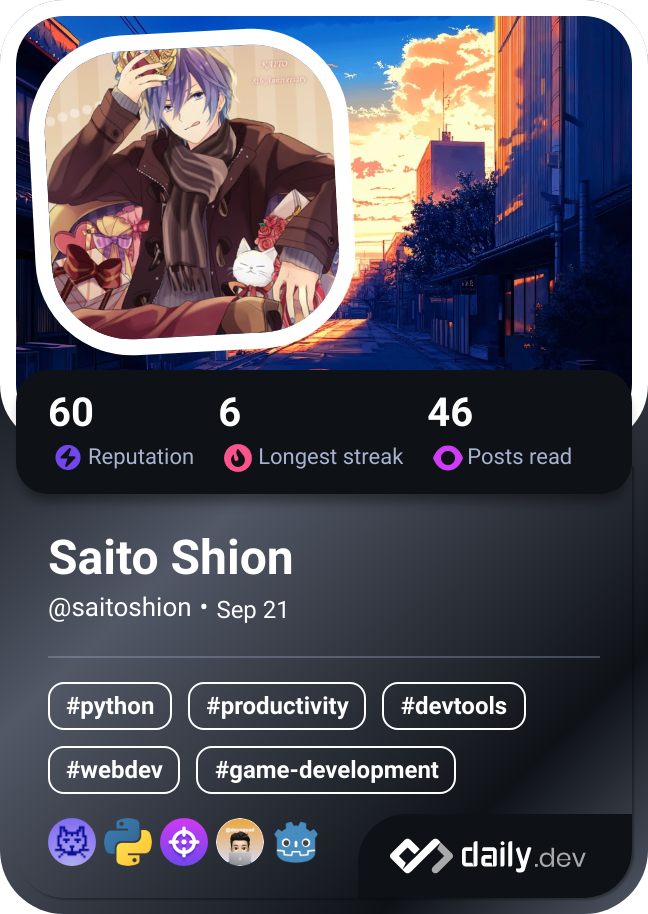 KAITO
60
6
46
Reputation
Longest streak
Posts read
Saito Shion
@saitoshion • Sep 21
#python
#productivity
#devtools
#webdev
#game-development
daily.dev